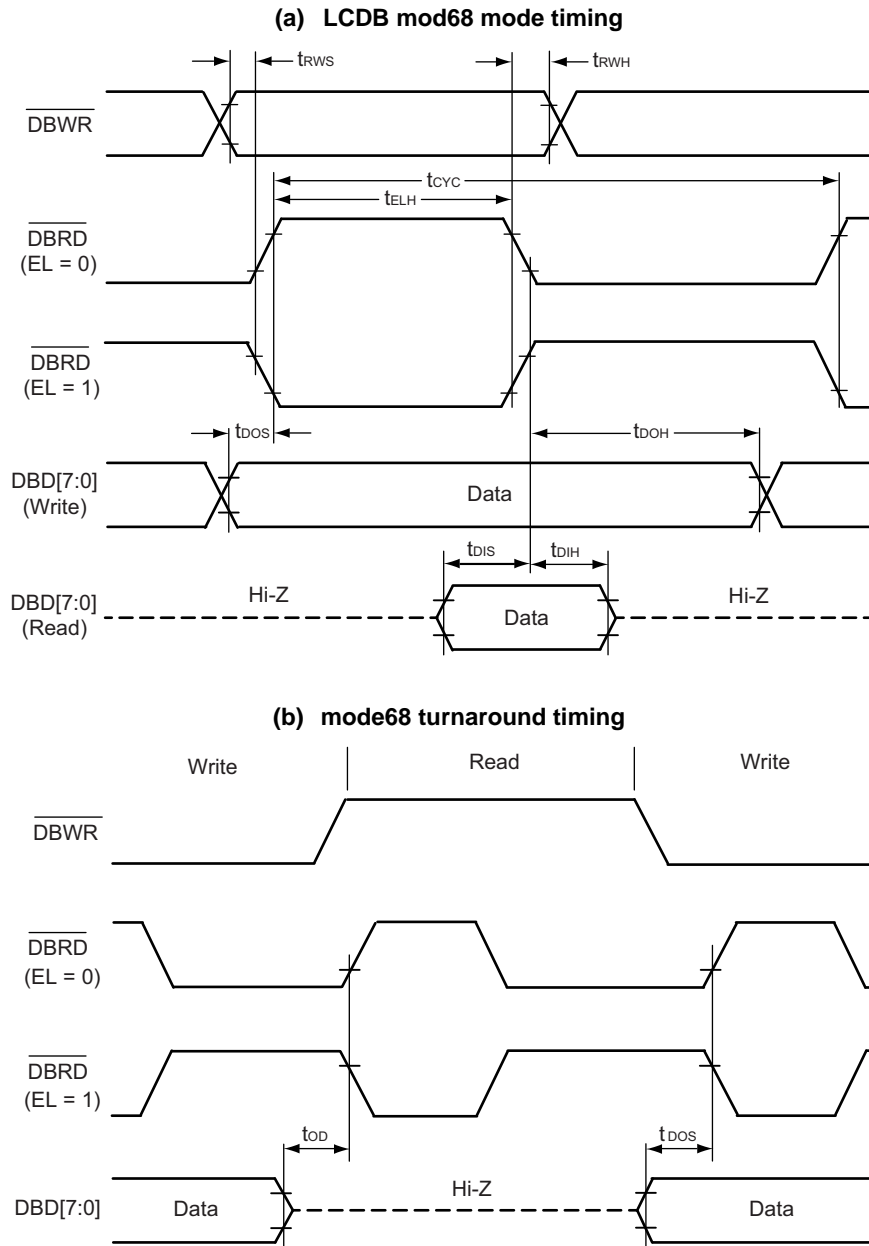 (a) LCDB mod68 mode timing
tRWS
tRWH
DBWR
tCYC
tELH
DBRD
(EL = 0)
DBRD
(EL = 1)
tDOS
tDOH
DBD[7:0]
(Write)
Data
tDIS
tDIH
DBD[7:0]
(Read)
Hi-Z
Data
Hi-Z
(b) mode68 turnaround timing
Write
Read
Write
DBWR
DBRD
(EL = 0)
DBRD
(EL = 1)
tOD
tDOS
DBD[7:0]
Data
Hi-Z
Data